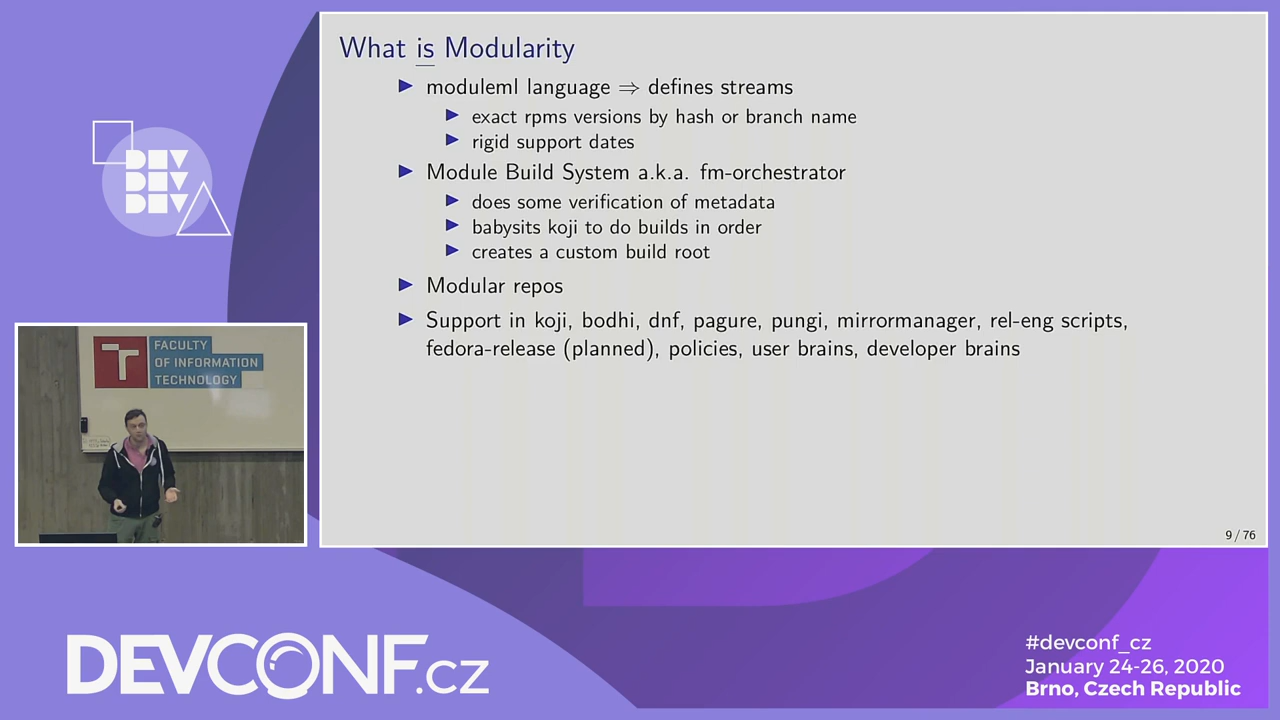 What is Modularity
moduleml language ⇒ defines streams
exact rpms versions by hash or branch name
rigid support dates
Module Build System a.k.a. fm-orchestrator
does some verification of metadata
babysits koji to do builds in order
creates a custom build root
Modular repos
Support in koji, bodhi, dnf, pagure, pungi, mirrormanager, rel-eng scripts,
fedora-release (planned), policies, user brains, developer brains
9 / 76
DEV
DEV
DEV
FACULTY
OF INFORMATION
TECHNOLOGY
DEVCONF.CZ
#devconf_cz
January 24-26, 2020
Brno, Czech Republic